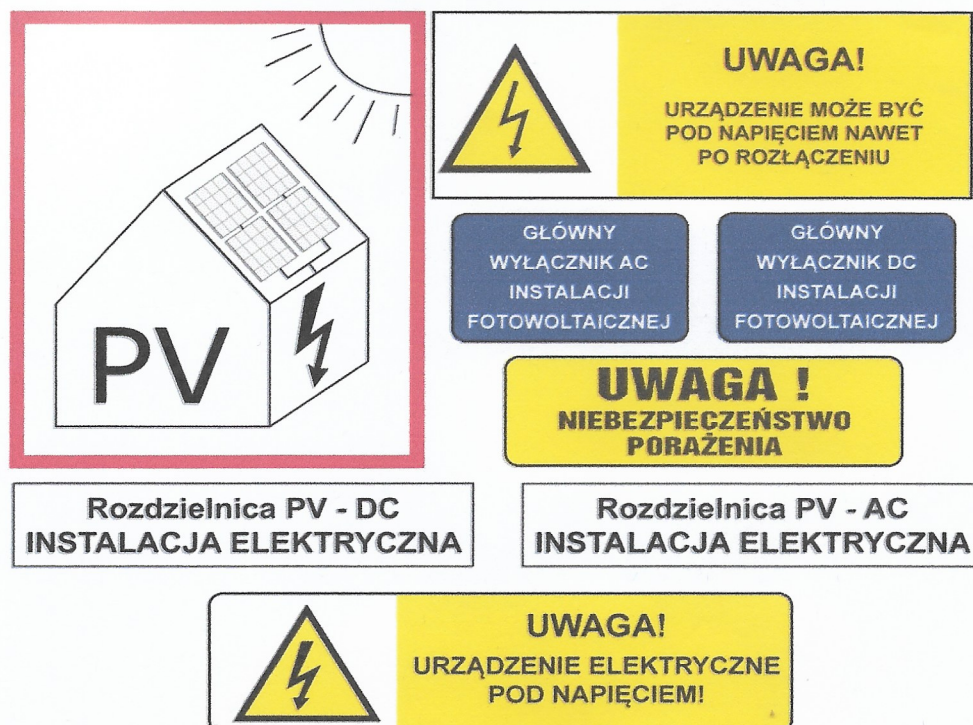 PV
UWAGA!
URZĄDZENIE MOŻE BYĆ
POD NAPIĘCIEM NAWET
PO ROZŁĄCZENIU
GŁÓWNY
WYŁĄCZNIK AC
INSTALACJI
FOTOWOLTAICZNEJ
GŁÓWNY
WYŁĄCZNIK DC
INSTALACJI
FOTOWOLTAICZNEJ
UWAGA !
NIEBEZPIECZEŃSTWO
PORAŻENIA
Rozdzielnica PV - DC
INSTALACJA ELEKTRYCZNA
Rozdzielnica PV - AC
INSTALACJA ELEKTRYCZNA
UWAGA!
URZĄDZENIE ELEKTRYCZNE
POD NAPIĘCIEM!